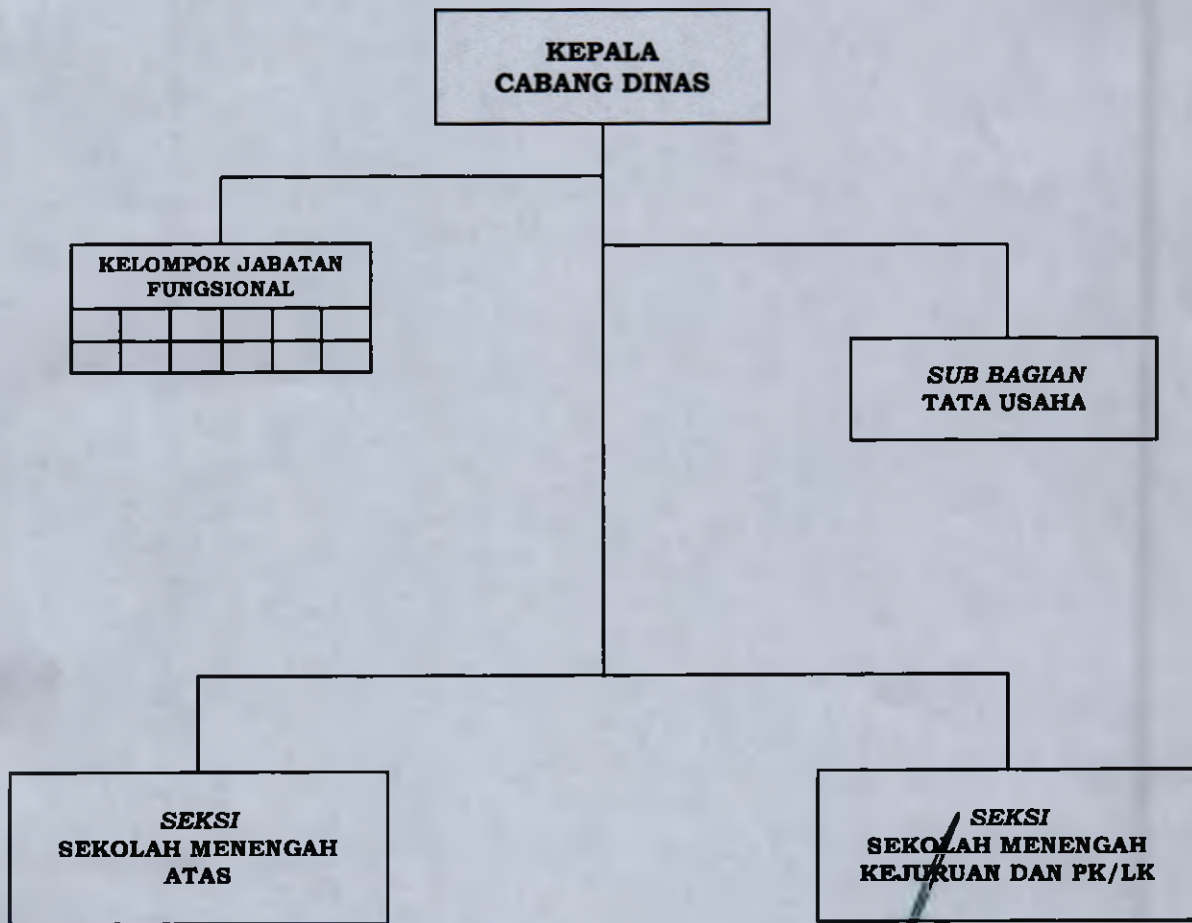 KEPALA
CABANG DINAS
KELOMPOK JABATAN
FUNGSIONAL
SUB BAGIAN
TATA USAHA
SEKSI
SEKOLAH MENENGAH
ATAS
SEKSI
SEKOLAH MENENGAH
KEJURUAN DAN PK/LK